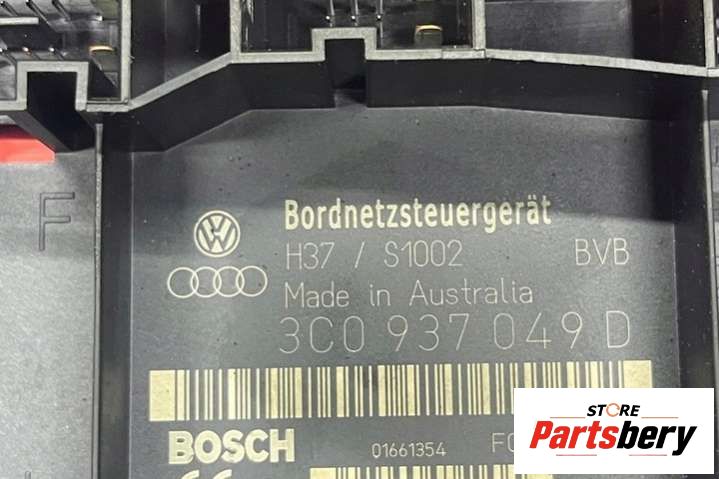 F
Bordnetzsteuergerät
H37 / S1002 BVB
Made in Australia
3C0 937 049 D
BOSCH 01661354
STORE
Partsbery